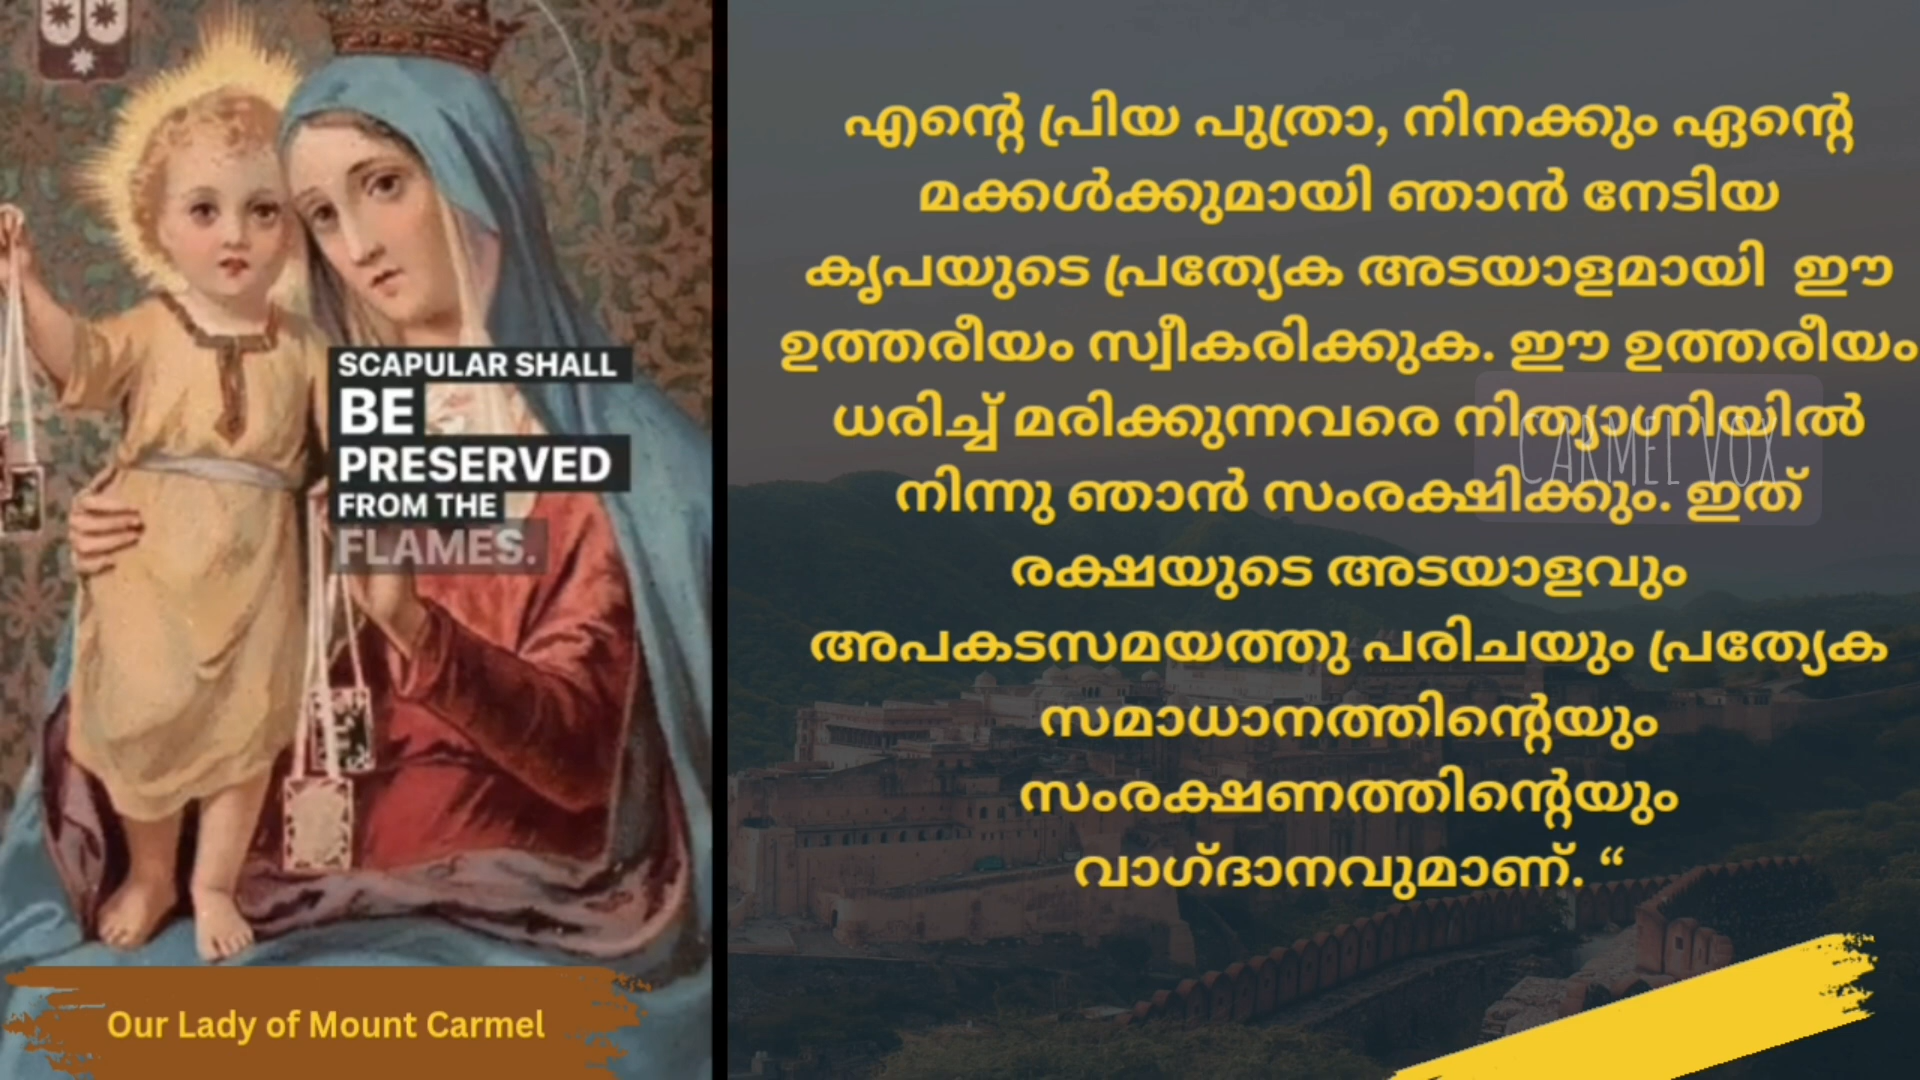 SCAPULAR SHALL
BE
PRESERVED
FROM THE
FLAMES.
Our Lady of Mount Carmel
എന്റെ പ്രിയ പുത്രാ, നിനക്കും ഏന്റെ
മക്കൾക്കുമായി ഞാൻ നേടിയ
കൃപയുടെ പ്രത്യേക അടയാളമായി ഈ
ഉത്തരീയം സ്വീകരിക്കുക. ഈ ഉത്തരീയം
ധരിച്ച് മരിക്കുന്നവരെ നിത്യാഗ്നിയിൽ
നിന്നു ഞാൻ സംരക്ഷിക്കും. ഇത്
രക്ഷയുടെ അടയാളവും
അപകടസമയത്തു പരിചയും പ്രത്യേക
സമാധാനത്തിന്റെയും
സംരക്ഷണത്തിന്റെയും
വാഗ്ദാനവുമാണ്. “
CARMEL VOX